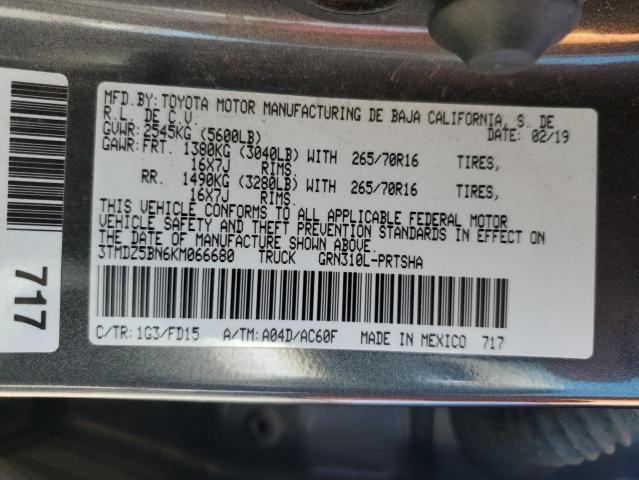 MFD.BY:TOYOTA MOTOR MANUFACTURING DE BAJA CALIFORNIA, S. DE
R.L. DE C.V. DATE: 02/19
GVWR: 2545KG (5600LB)
GAWR: FRT. 1380KG (3040LB) WITH 265/70R16 TIRES,
16X7J RIMS.
RR. 1490KG (3280LB) WITH 265/70R16 TIRES,
16X7J RIMS.
THIS VEHICLE CONFORMS TO ALL APPLICABLE FEDERAL MOTOR
VEHICLE SAFETY AND THEFT PREVENTION STANDARDS IN EFFECT ON
THE DATE OF MANUFACTURE SHOWN ABOVE.
3TMDZ5BN6KM066680 TRUCK GRN310L-PRTSHA
C/TR: 1G3/FD15 A/TM: A04D/AC60F MADE IN MEXICO 717
717